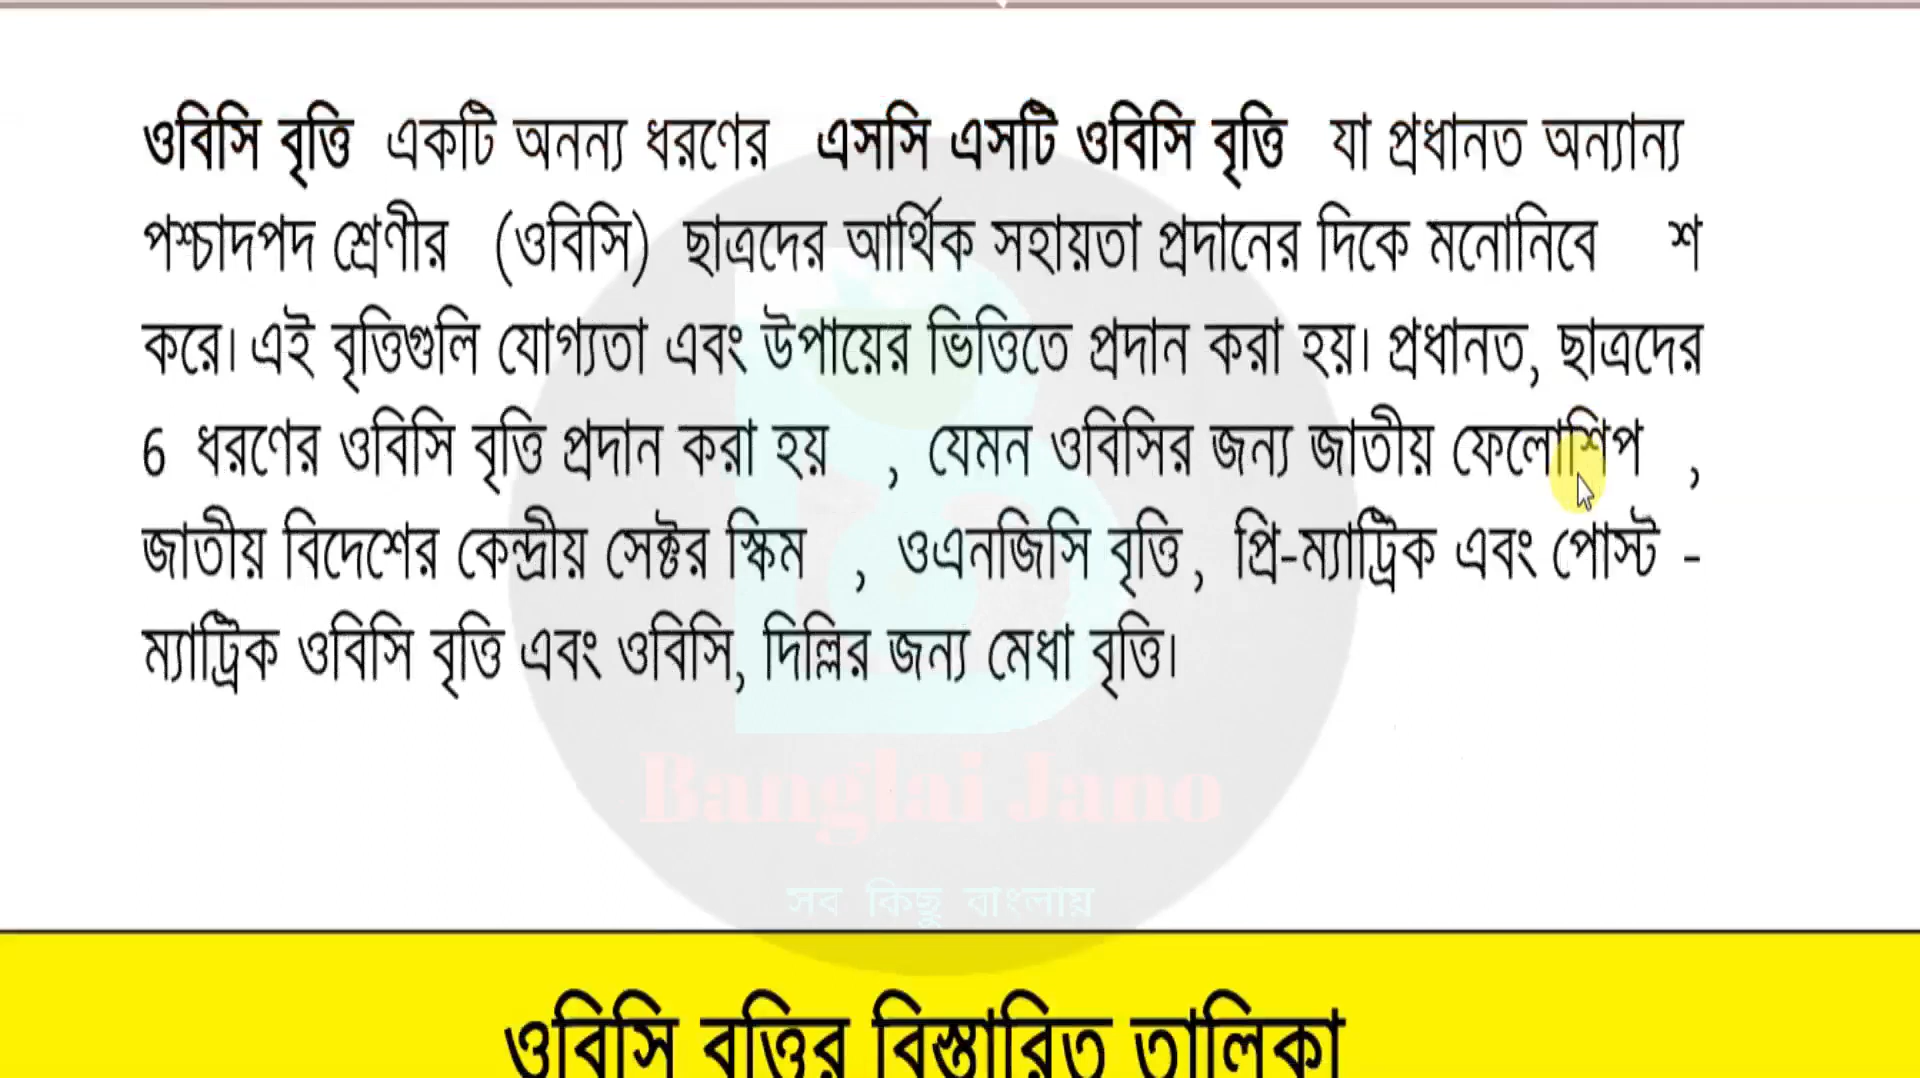 ওবিসি বৃত্তি একটি অনন্য ধরণের এসসি এসটি ওবিসি বৃত্তি যা প্রধানত অন্যান্য
পশ্চাদপদ শ্রেণীর (ওবিসি) ছাত্রদের আর্থিক সহায়তা প্রদানের দিকে মনোনিবে শ
করে। এই বৃত্তিগুলি যোগ্যতা এবং উপায়ের ভিত্তিতে প্রদান করা হয়। প্রধানত, ছাত্রদের
6 ধরণের ওবিসি বৃত্তি প্রদান করা হয় , যেমন ওবিসির জন্য জাতীয় ফেলোশিপ ,
জাতীয় বিদেশের কেন্দ্রীয় সেক্টর স্কিম , ওএনজিসি বৃত্তি, প্রি-ম্যাট্রিক এবং পোস্ট -
ম্যাট্রিক ওবিসি বৃত্তি এবং ওবিসি, দিল্লির জন্য মেধা বৃত্তি।
Banglai Jano
সব কিছু বাংলায়
ওবিসি বৃত্তির বিস্তারিত তালিকা